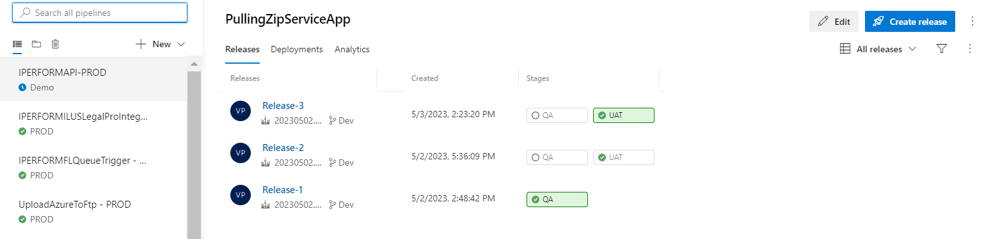 Search all pipelines
New
IPERFORMAPI-PROD
Demo
IPERFORMILUSLegalProInteg...
PROD
IPERFORMFLQueueTrigger - ...
PROD
UploadAzureToFtp - PROD
PROD
PullingZipServiceApp
Edit
Create release
Releases Deployments Analytics
All releases
Releases Created Stages
VP Release-3
20230502.... Dev
5/3/2023, 2:23:20 PM
QA UAT
VP Release-2
20230502.... Dev
5/2/2023, 5:36:09 PM
QA UAT
VP Release-1
20230502.... Dev
5/2/2023, 2:48:42 PM
QA